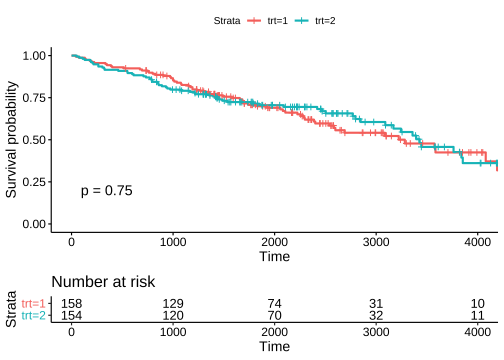 Strata trt=1 trt=2
Survival probability
1.00
0.75
0.50
0.25
0.00
p = 0.75
0 1000 2000 3000 4000
Time
Number at risk
Strata
trt=1 158 129 74 31 10
trt=2 154 120 70 32 11
0 1000 2000 3000 4000
Time